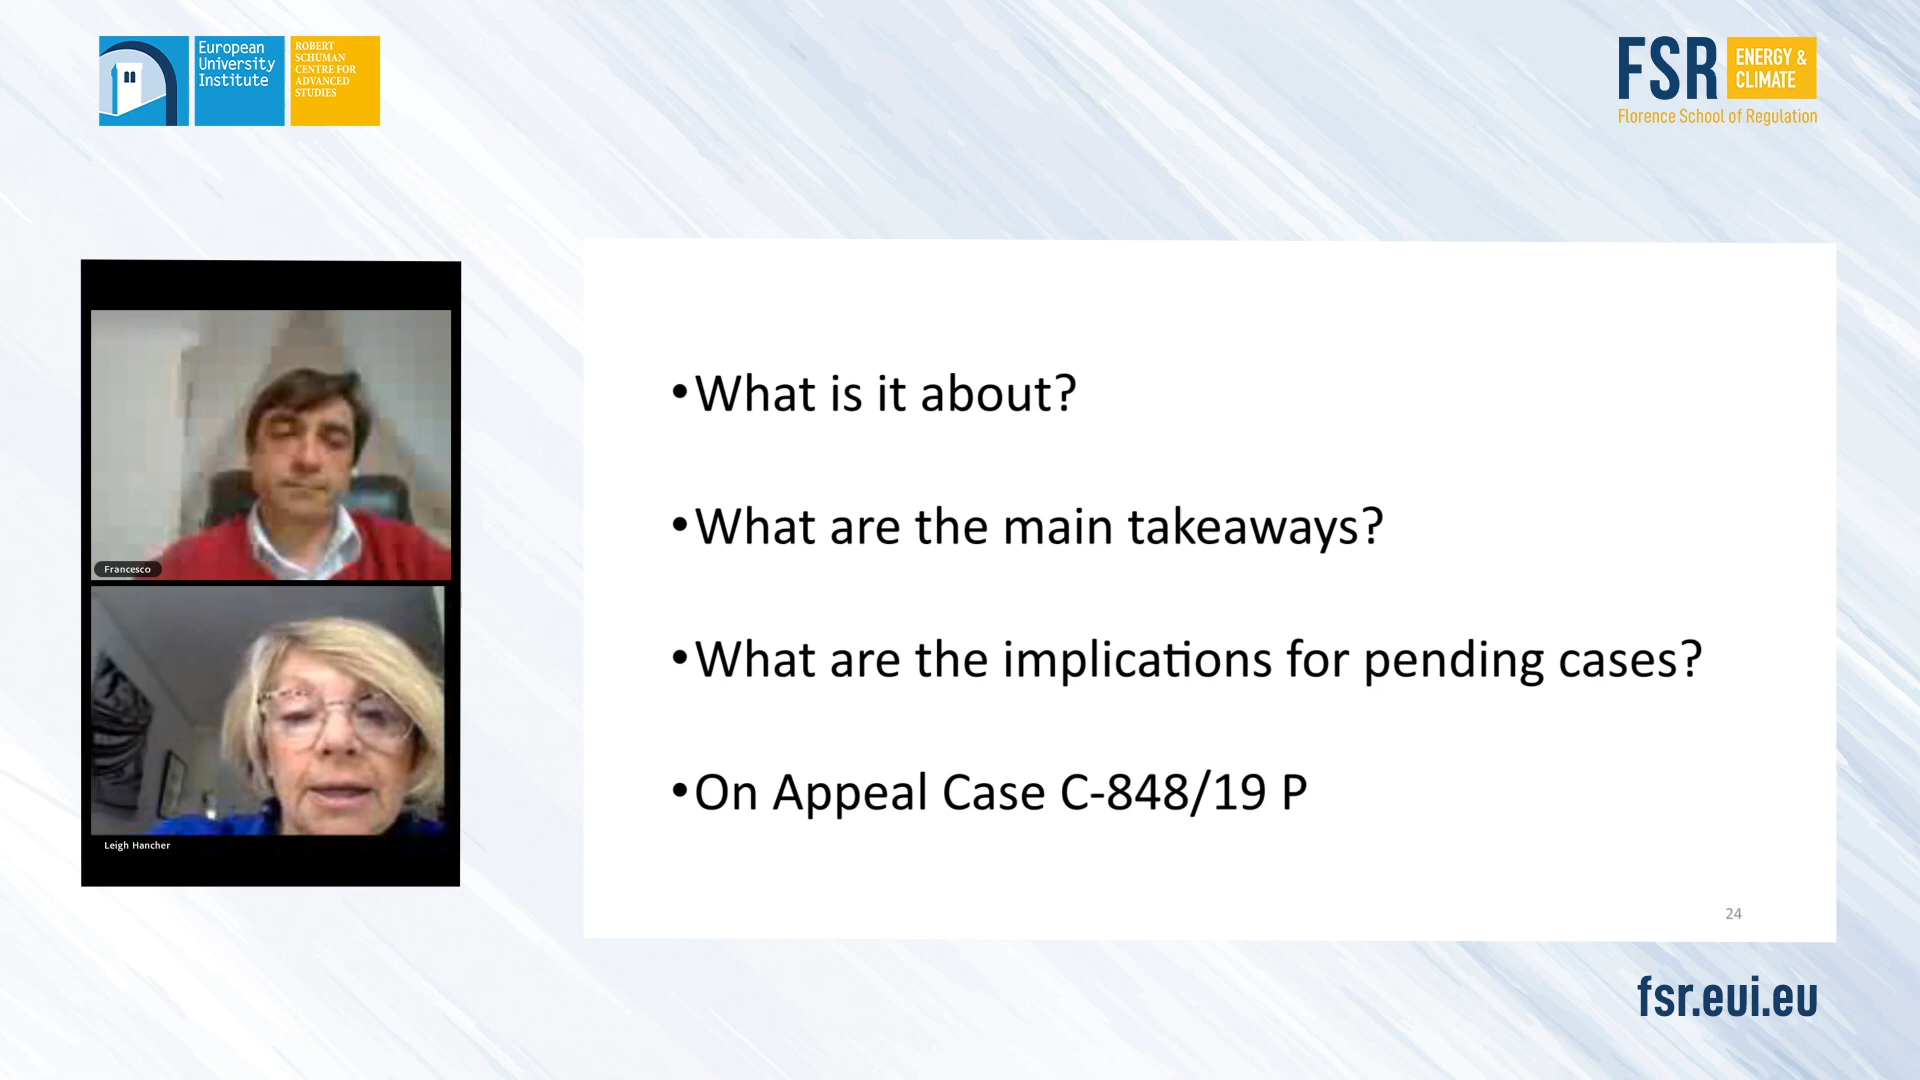 European
University
Institute
ROBERT
SCHUMAN
CENTRE FOR
ADVANCED
STUDIES
FSR
ENERGY &
CLIMATE
Florence School of Regulation
Francesco
Leigh Hancher
•What is it about?
•What are the main takeaways?
•What are the implications for pending cases?
•On Appeal Case C-848/19 P
24
fsr.eui.eu